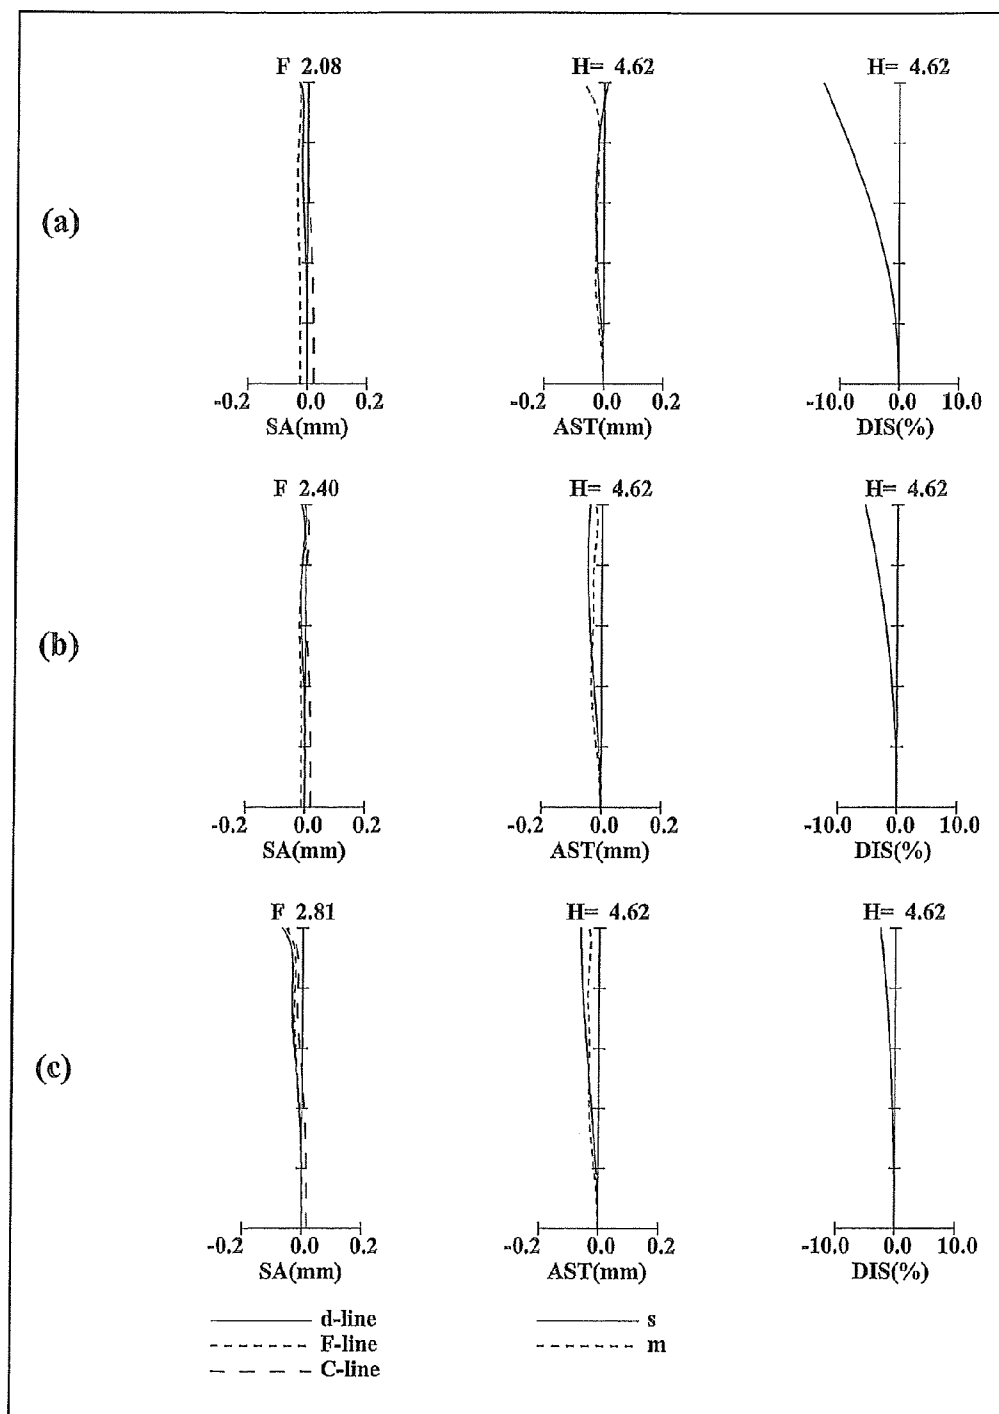 F 2.08 H= 4.62 H= 4.62
(a)
-0.2 0.0 0.2 -0.2 0.0 0.2 -10.0 0.0 10.0
SA(mm) AST(mm) DIS(%)
F 2.40 H= 4.62 H= 4.62
(b)
-0.2 0.0 0.2 -0.2 0.0 0.2 -10.0 0.0 10.0
SA(mm) AST(mm) DIS(%)
F 2.81 H= 4.62 H= 4.62
(c)
-0.2 0.0 0.2 -0.2 0.0 0.2 -10.0 0.0 10.0
SA(mm) AST(mm) DIS(%)
d-line s
F-line m
C-line